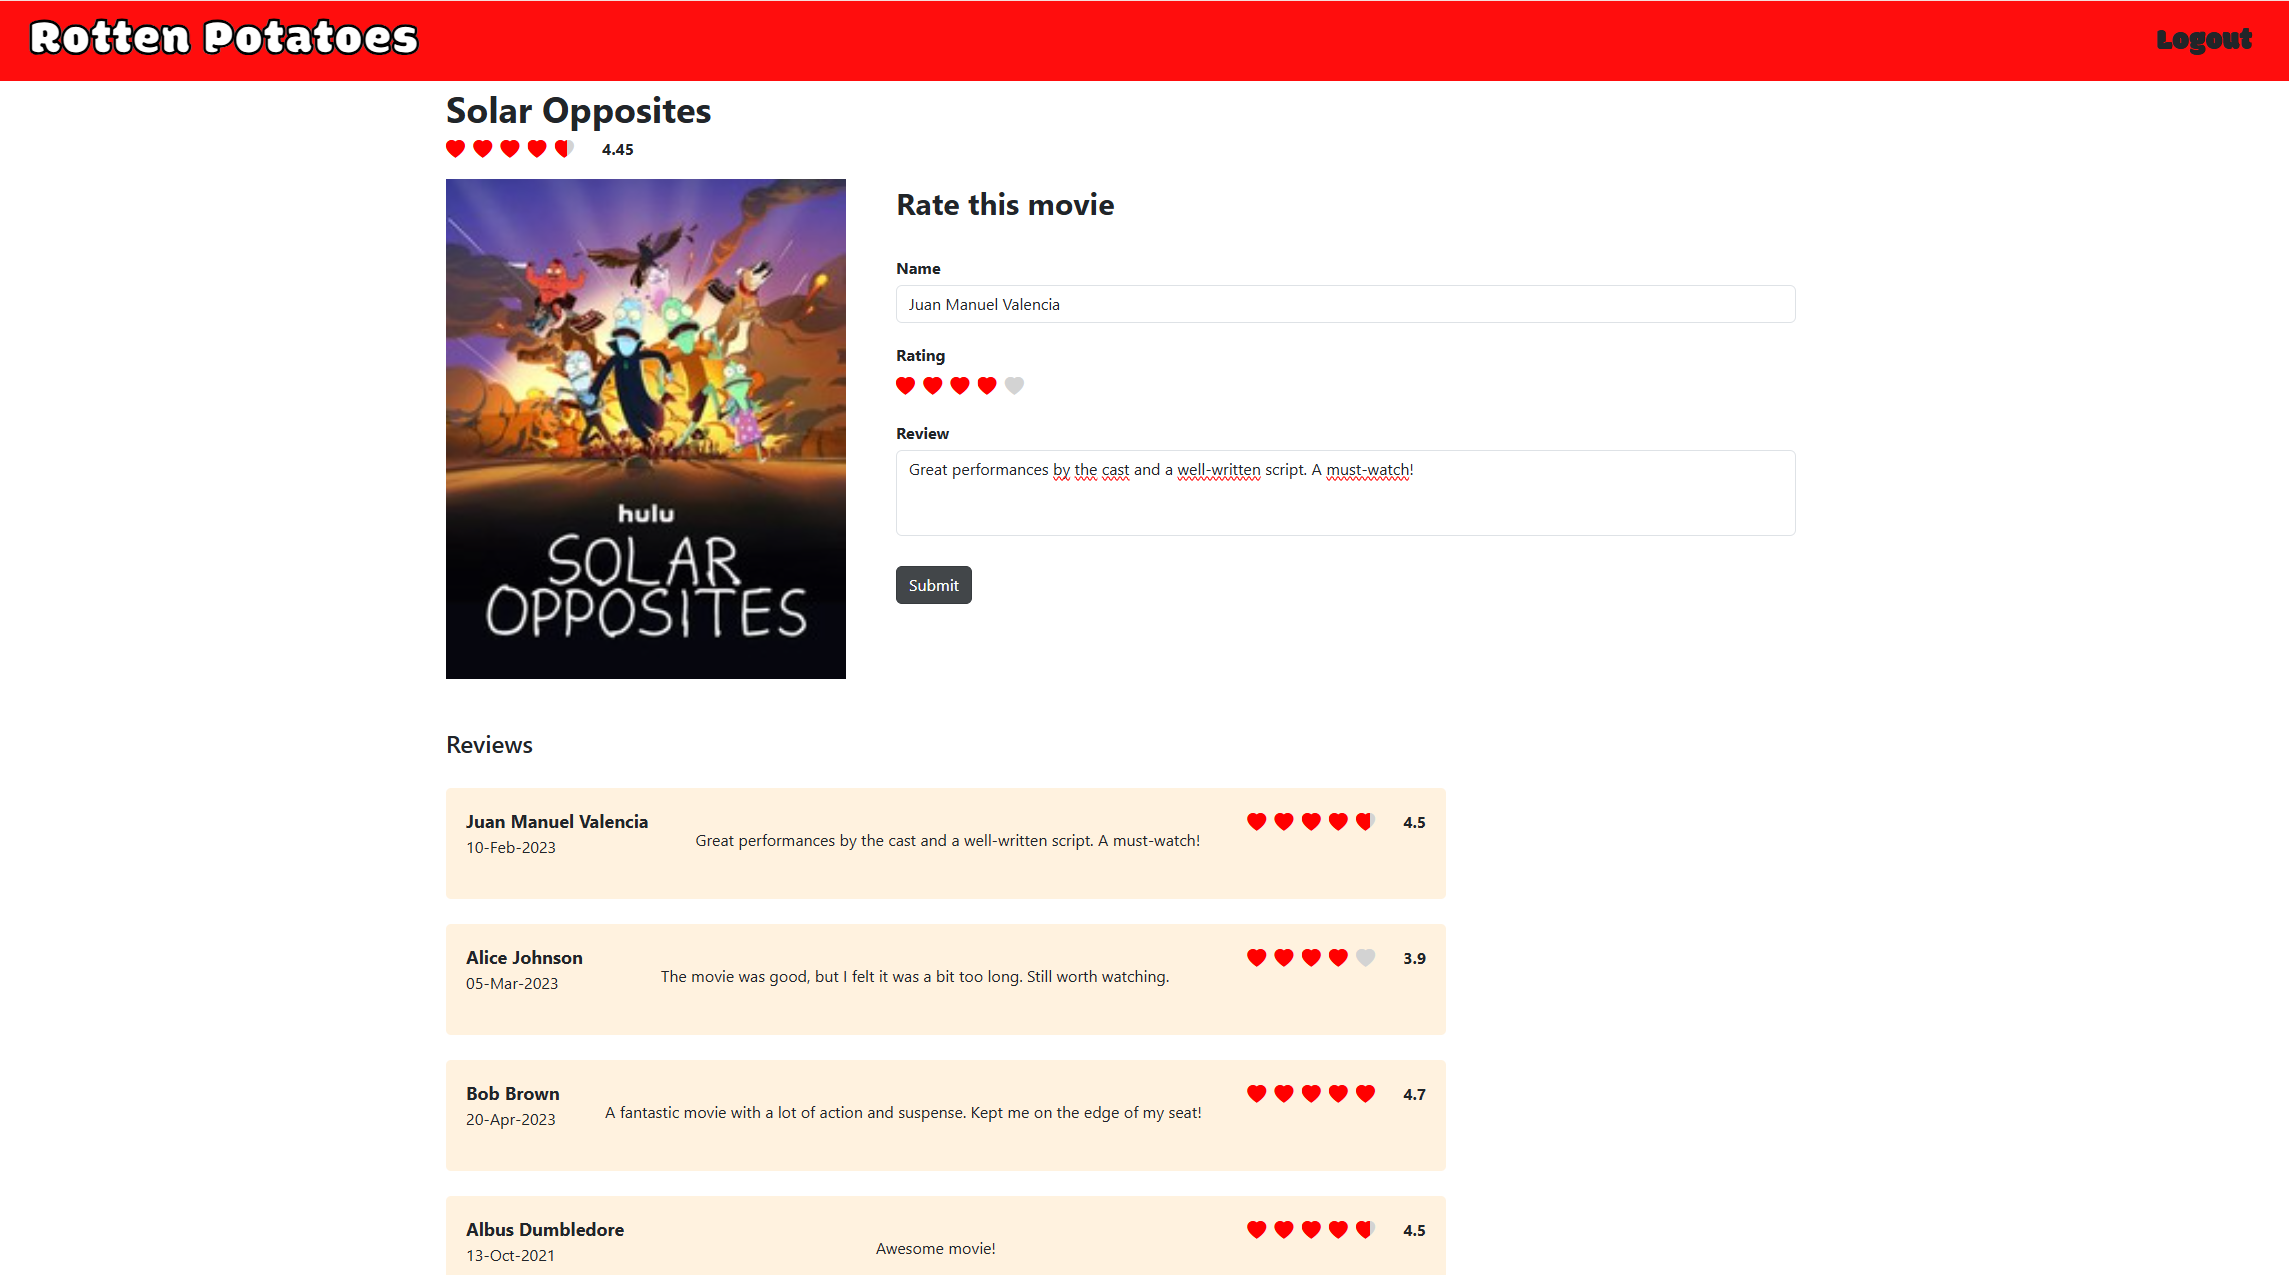 Rotten Potatoes
Logout
Solar Opposites
4.45
hulu
SOLAR
OPPOSITES
Rate this movie
Name
Juan Manuel Valencia
Rating
Review
Great performances by the cast and a well-written script. A must-watch!
Submit
Reviews
Juan Manuel Valencia
10-Feb-2023
Great performances by the cast and a well-written script. A must-watch!
4.5
Alice Johnson
05-Mar-2023
The movie was good, but I felt it was a bit too long. Still worth watching.
3.9
Bob Brown
20-Apr-2023
A fantastic movie with a lot of action and suspense. Kept me on the edge of my seat!
4.7
Albus Dumbledore
13-Oct-2021
Awesome movie!
4.5